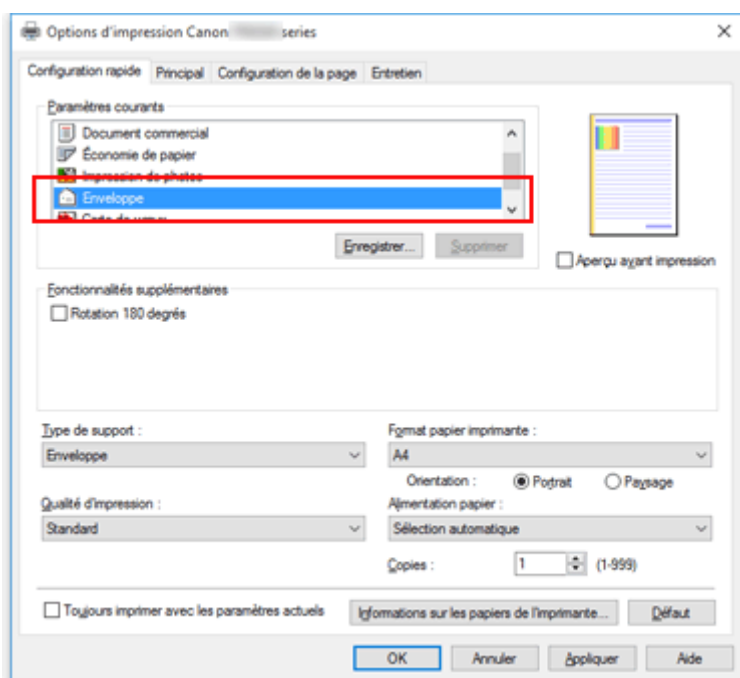 Options d'impression Canon series
Configuration rapide Principal Configuration de la page Entretien
Paramètres courants
Document commercial
Économie de papier
Impression de photos
Enveloppe
Enregistrer... Supprimer
Aperçu avant impression
Fonctionnalités supplémentaires
Rotation 180 degrés
Type de support :
Format papier imprimante :
Enveloppe
A4
Orientation : Portrait Paysage
Qualité d'impression :
Alimentation papier :
Standard
Sélection automatique
Copies : 1 (1-999)
Toujours imprimer avec les paramètres actuels Informations sur les papiers de l'imprimante... Défaut
OK Annuler Appliquer Aide